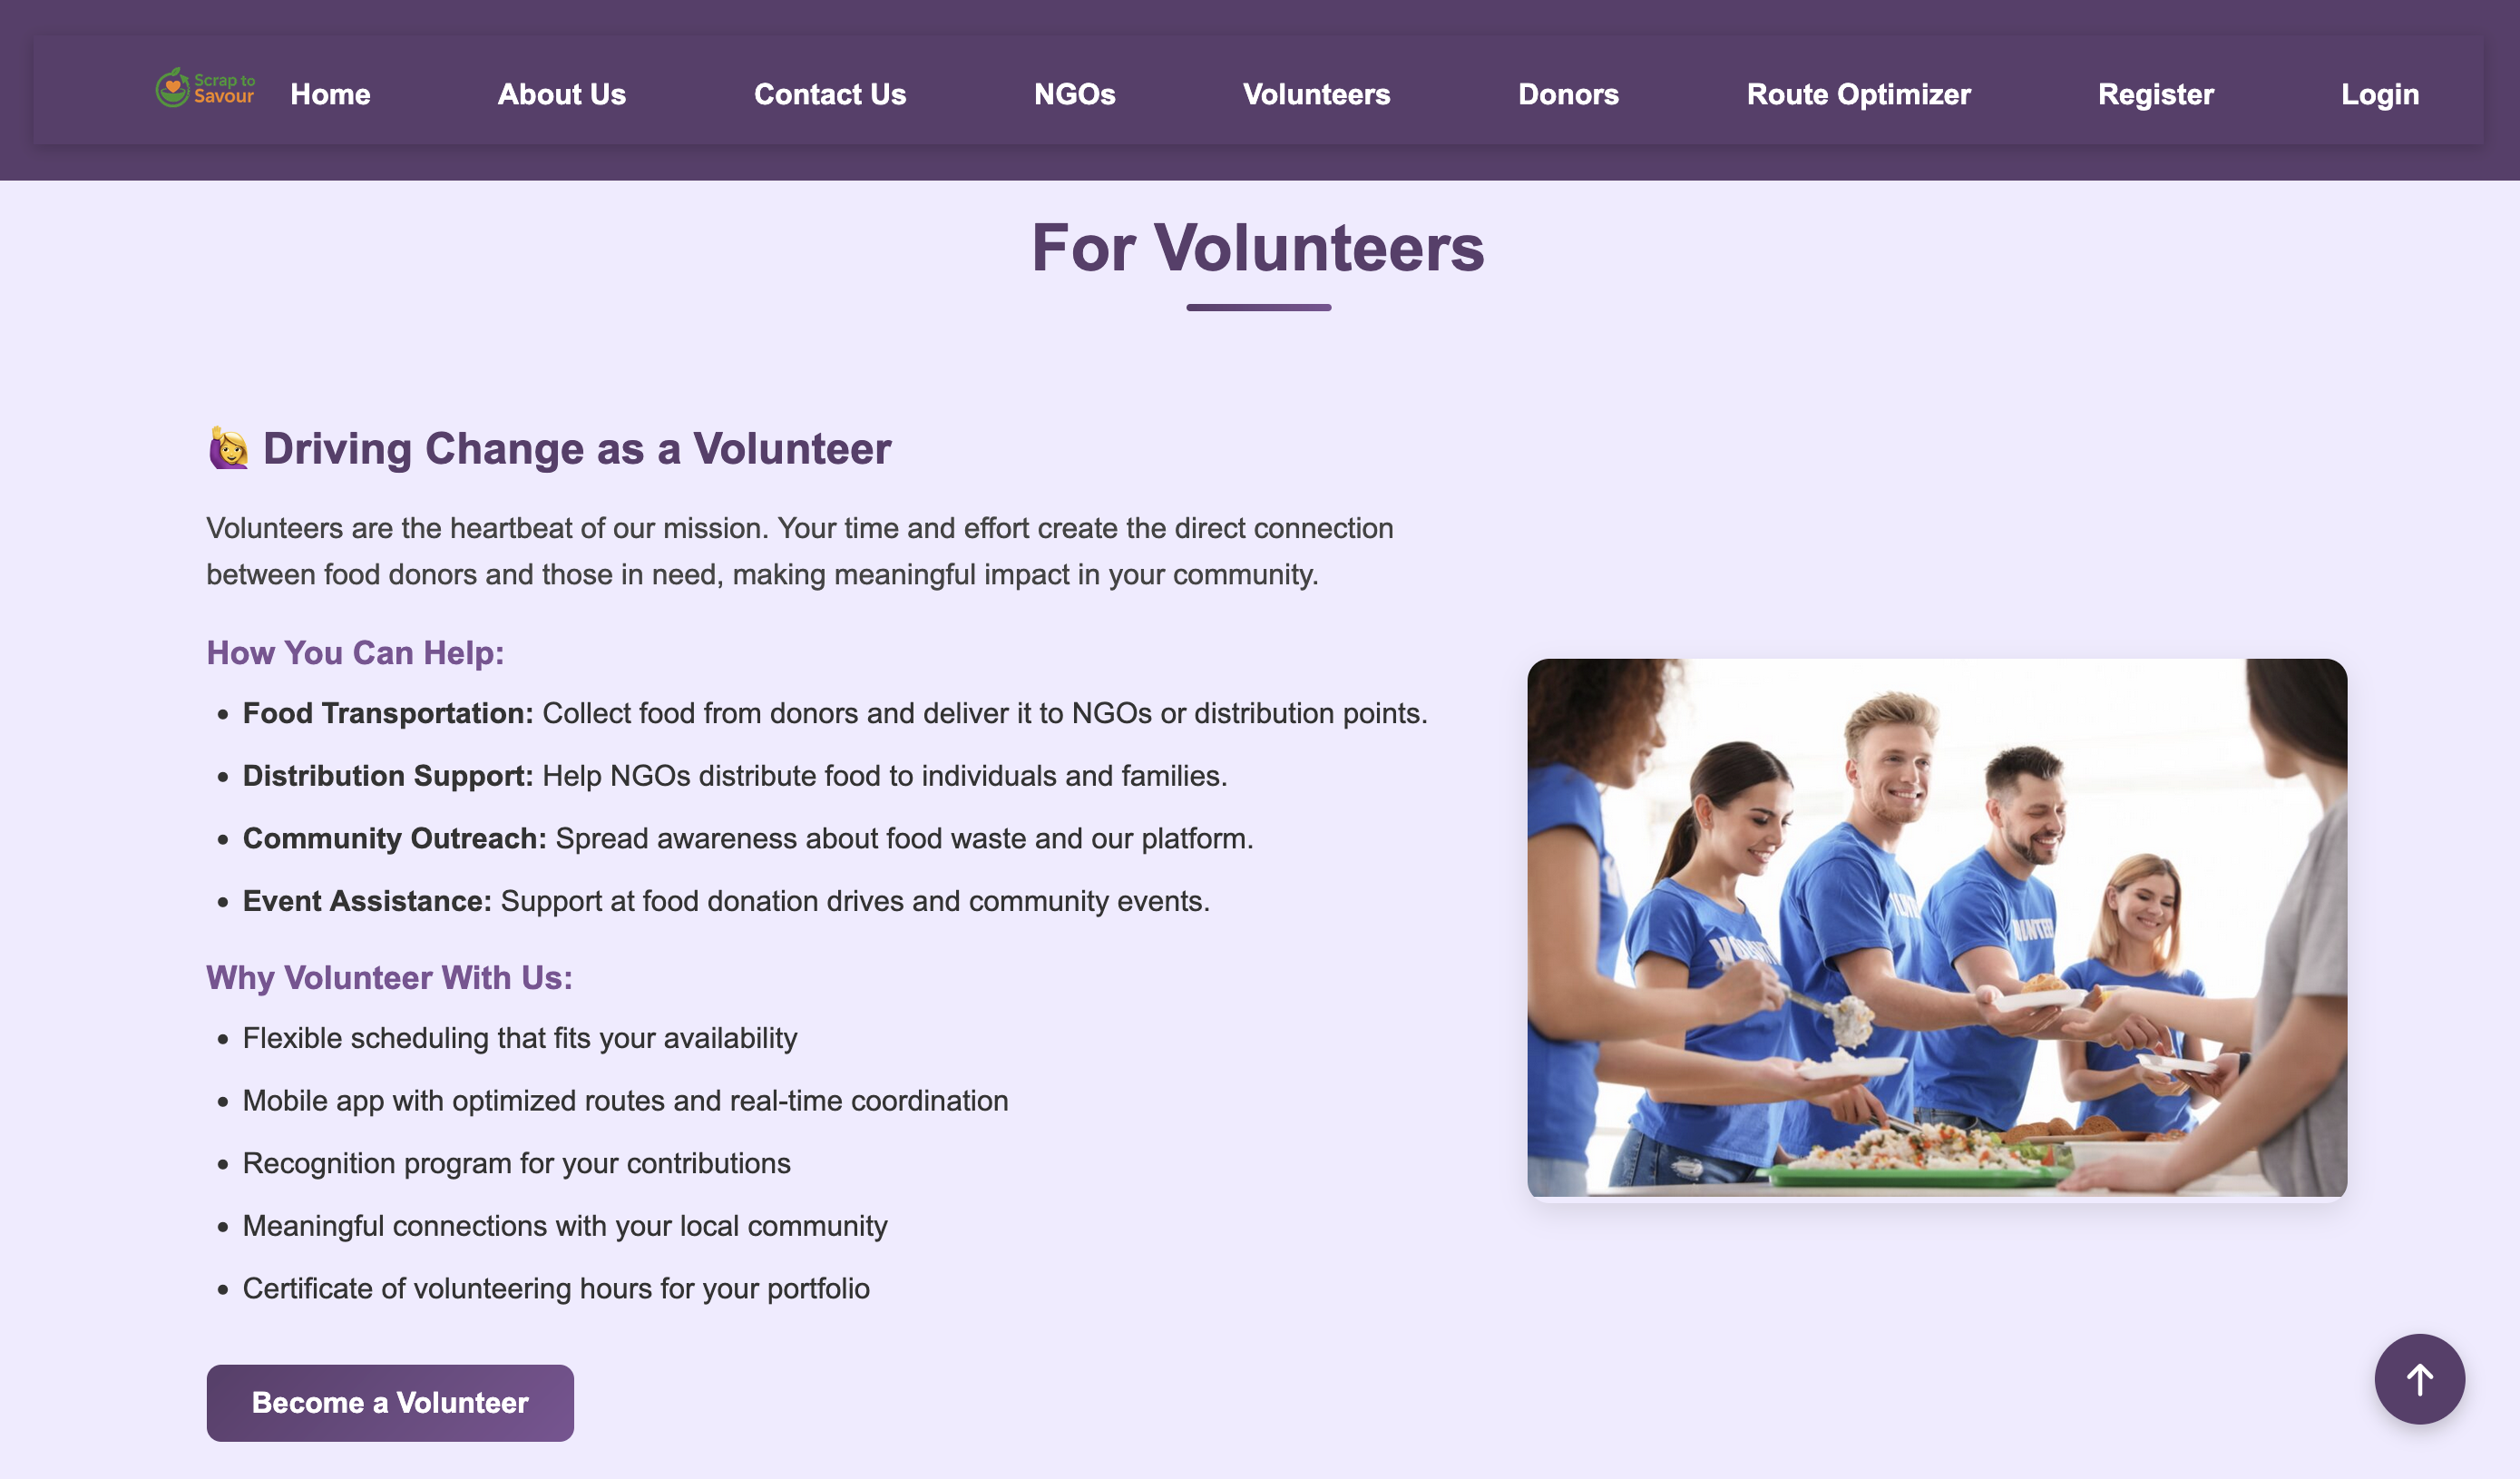 Scrap to
Savour
Home
About Us
Contact Us
NGOs
Volunteers
Donors
Route Optimizer
Register
Login
For Volunteers
🙋‍♀️ Driving Change as a Volunteer
Volunteers are the heartbeat of our mission. Your time and effort create the direct connection
between food donors and those in need, making meaningful impact in your community.
How You Can Help:
• Food Transportation: Collect food from donors and deliver it to NGOs or distribution points.
• Distribution Support: Help NGOs distribute food to individuals and families.
• Community Outreach: Spread awareness about food waste and our platform.
• Event Assistance: Support at food donation drives and community events.
Why Volunteer With Us:
• Flexible scheduling that fits your availability
• Mobile app with optimized routes and real-time coordination
• Recognition program for your contributions
• Meaningful connections with your local community
• Certificate of volunteering hours for your portfolio
Become a Volunteer